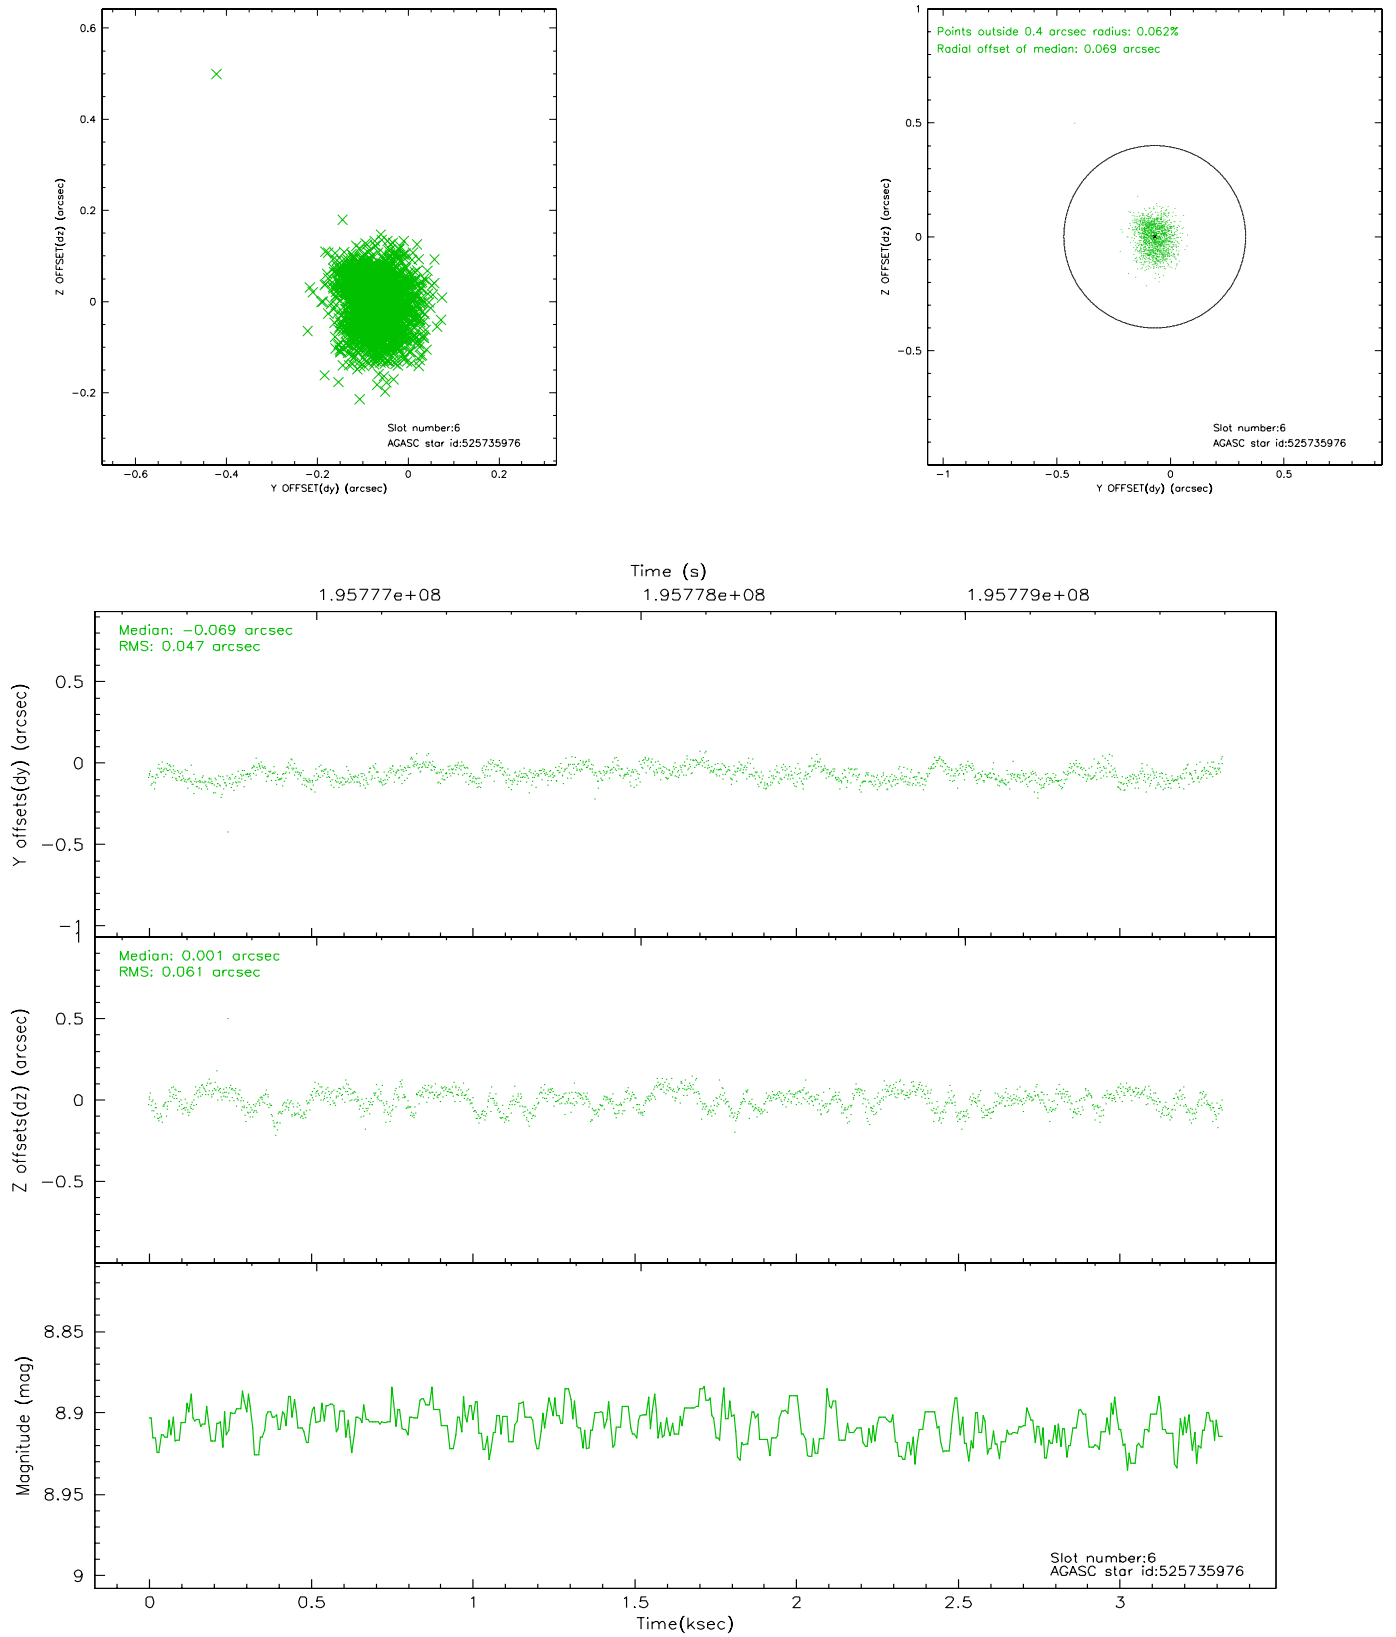 0.6
0.4
0.2
0
−0.2
Z OFFSET(dz) (arcsec)
Slot number:6
AGASC star id:525735976
−0.6
−0.4
−0.2
0
0.2
Y OFFSET(dy) (arcsec)
Points outside 0.4 arcsec radius: 0.062%
Radial offset of median: 0.069 arcsec
1
0.5
0
−0.5
Z OFFSET(dz) (arcsec)
Slot number:6
AGASC star id:525735976
−1
−0.5
0
0.5
Y OFFSET(dy) (arcsec)
Time (s)
1.95777e+08
1.95778e+08
1.95779e+08
Median: −0.069 arcsec
RMS: 0.047 arcsec
0.5
0
−0.5
−1
Y offsets(dy) (arcsec)
1
Median: 0.001 arcsec
RMS: 0.061 arcsec
0.5
0
−0.5
Z offsets(dz) (arcsec)
8.85
8.9
8.95
9
Magnitude (mag)
Slot number:6
AGASC star id:525735976
0
0.5
1
1.5
2
2.5
3
Time(ksec)